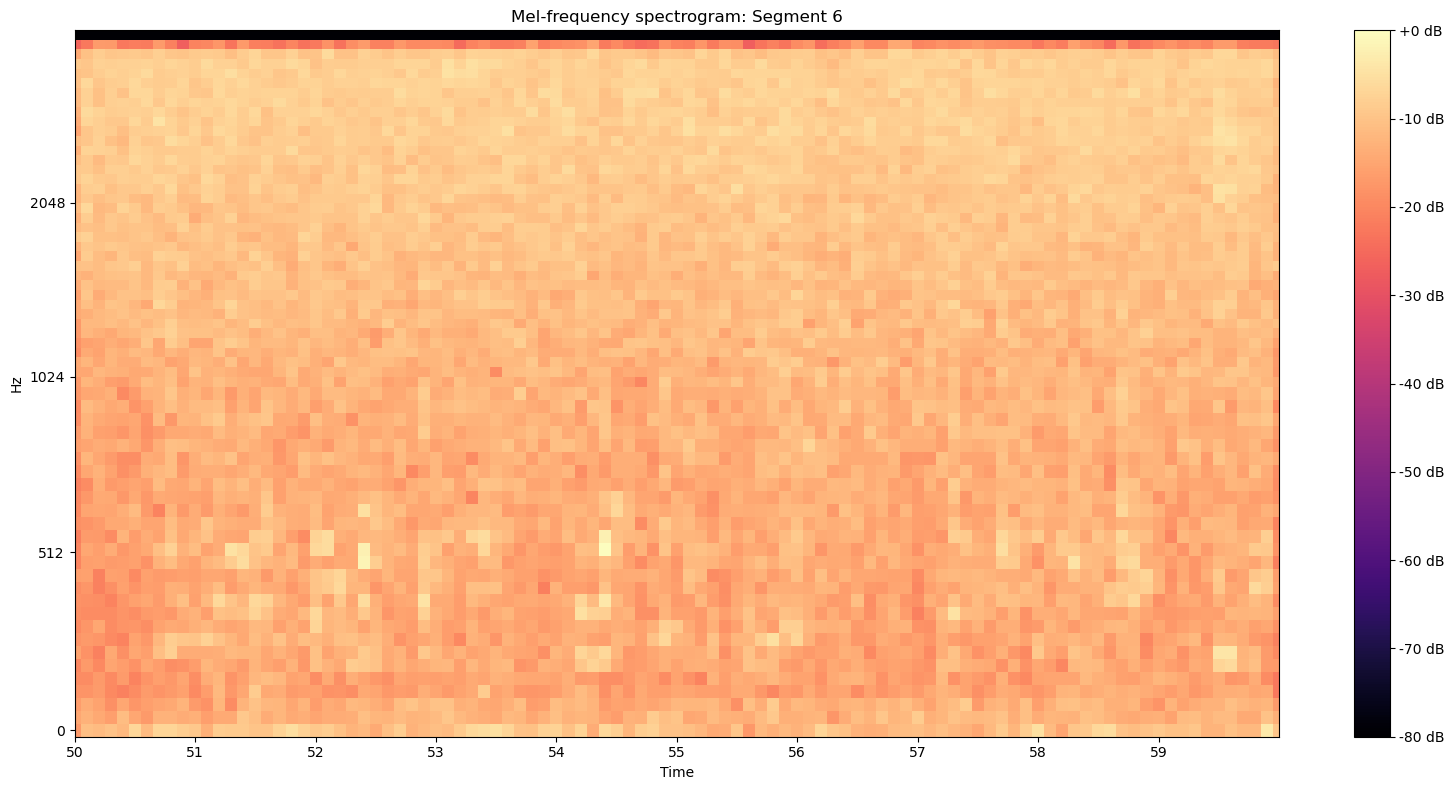 Mel-frequency spectrogram: Segment 6
+0 dB
-10 dB
-20 dB
-30 dB
-40 dB
-50 dB
-60 dB
-70 dB
-80 dB
Hz
2048
1024
512
0
50 51 52 53 54 55 56 57 58 59
Time